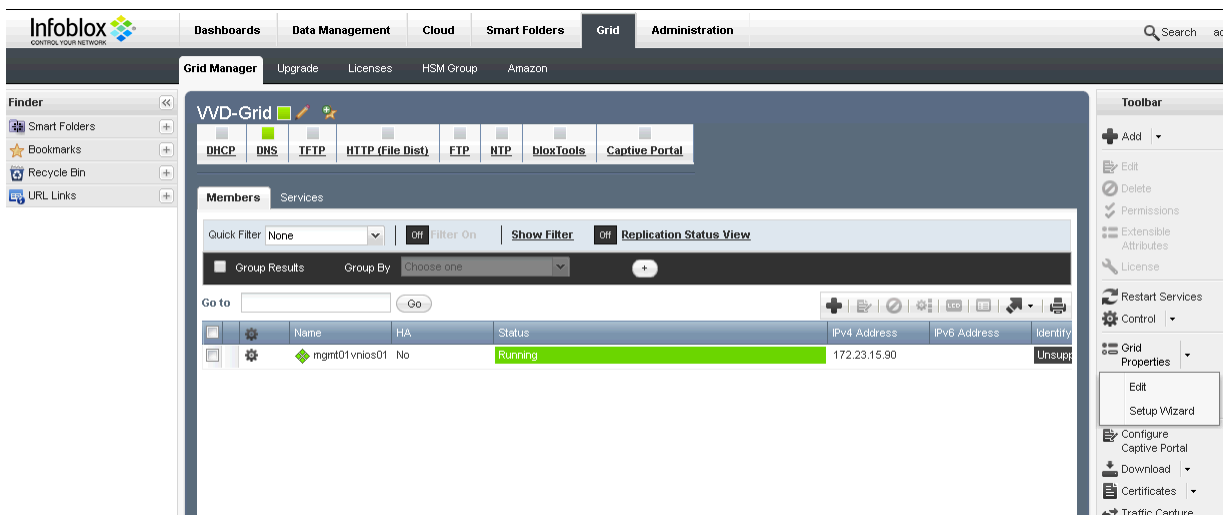 Infoblox
CONTROL YOUR NETWORK
Dashboards Data Management Cloud Smart Folders Grid Administration
Search
Grid Manager Upgrade Licenses HSM Group Amazon
Finder
Smart Folders
Bookmarks
Recycle Bin
URL Links
VVD-Grid
DHCP DNS TFTP HTTP (File Dist) FTP NTP bloxTools Captive Portal
Members Services
Quick Filter None Off Filter On Show Filter Off Replication Status View
Group Results Group By Choose one +
Go to Go
Name HA Status IPv4 Address IPv6 Address Identify
mgmt01vnios01 No Running 172.23.15.90 Unsupp
Toolbar
Add
Edit
Delete
Permissions
Extensible
Attributes
License
Restart Services
Control
Grid
Properties
Edit
Setup Wizard
Configure
Captive Portal
Download
Certificates
Traffic Capture